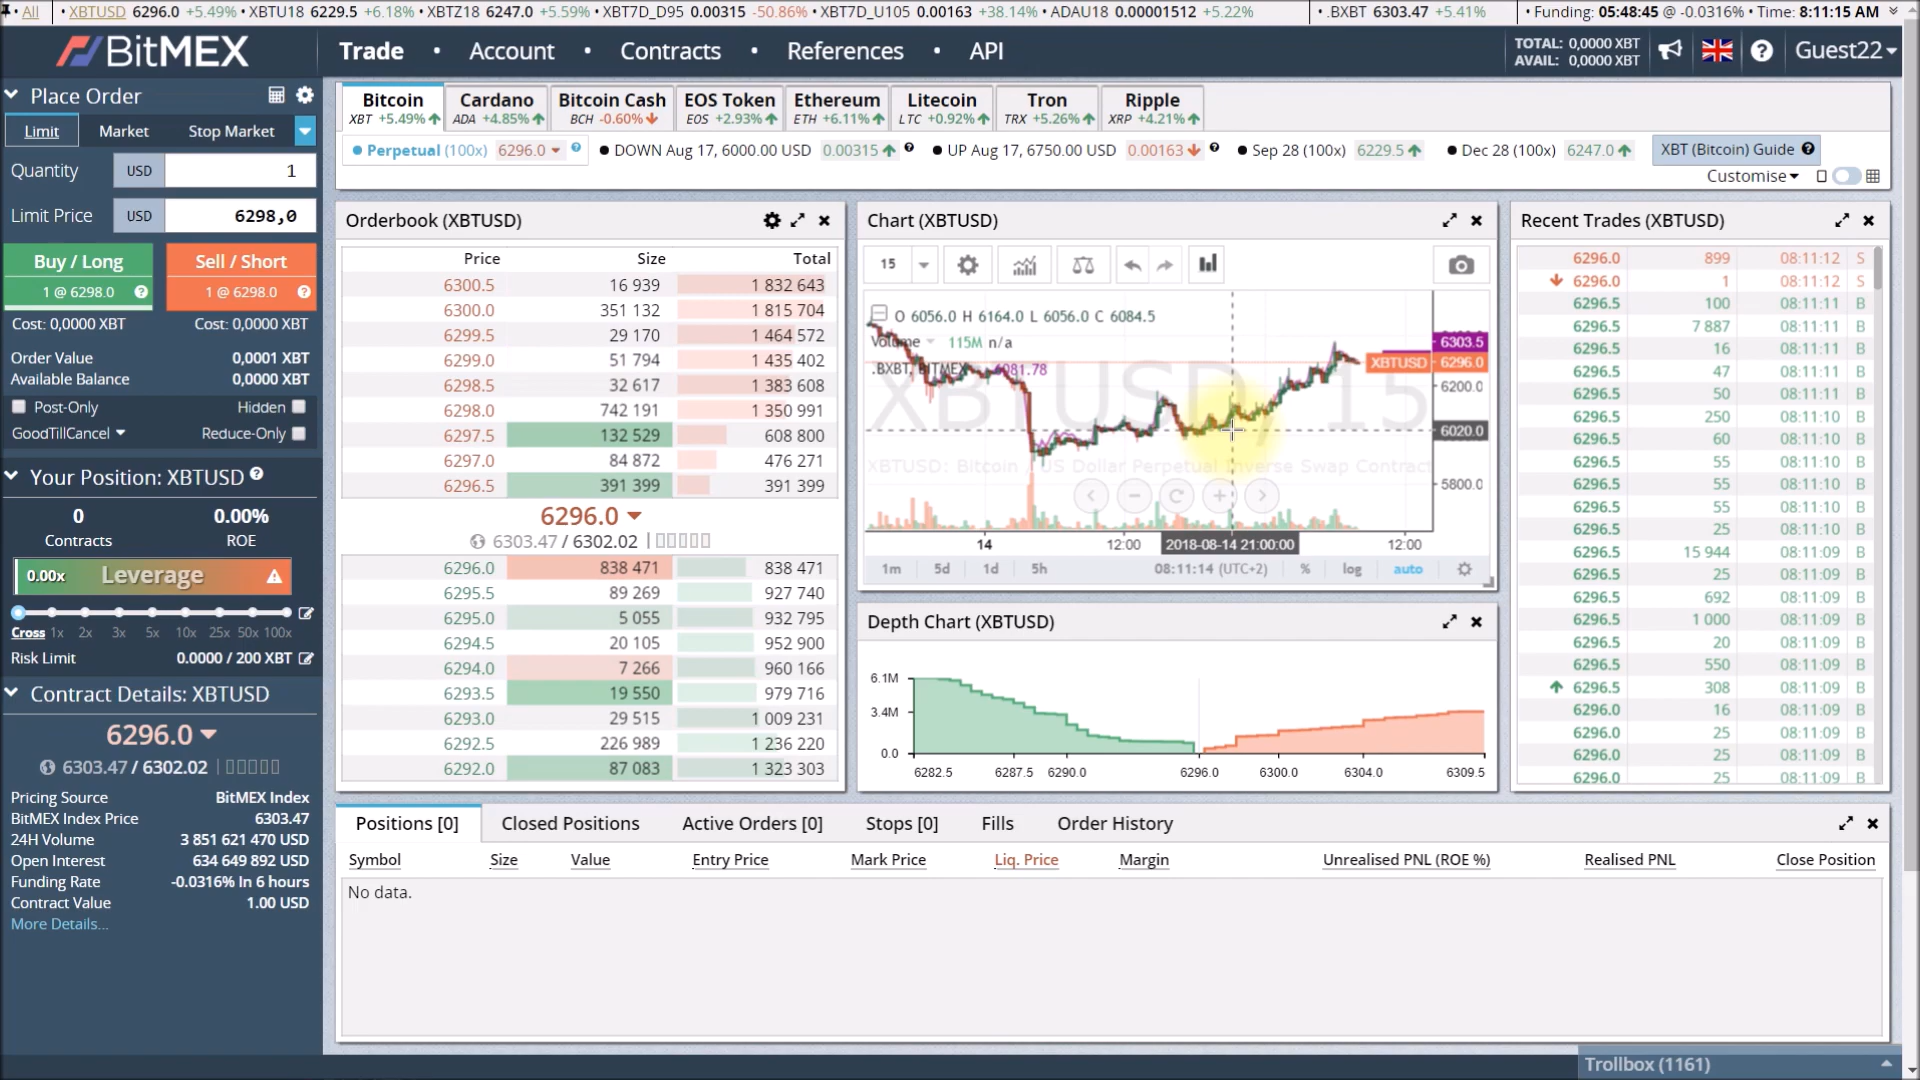 All • XBTUSD 6296.0 +5.49% • XBTU18 6229.5 +6.18% • XBTZ18 6247.0 +5.59% • XBT7D_D95 0.00315 -50.86% • XBT7D_U105 0.00163 +38.14% • ADAU18 0.00001512 +5.22% • .BXBT 6303.47 +5.41% • Funding: 05:48:45 @ -0.0316% • Time: 8:11:15 AM
BitMEX
Trade • Account • Contracts • References • API
TOTAL: 0,0000 XBT
AVAIL: 0,0000 XBT
Guest22
Place Order
Limit Market Stop Market
Quantity USD 1
Limit Price USD 6298,0
Buy / Long
1 @ 6298.0
Sell / Short
1 @ 6298.0
Cost: 0,0000 XBT Cost: 0,0000 XBT
Order Value 0,0001 XBT
Available Balance 0,0000 XBT
Post-Only Hidden
GoodTillCancel Reduce-Only
Your Position: XBTUSD
0 0.00%
Contracts ROE
0.00x Leverage
Cross 1x 2x 3x 5x 10x 25x 50x 100x
Risk Limit 0.0000 / 200 XBT
Contract Details: XBTUSD
6296.0
6303.47 / 6302.02
Pricing Source BitMEX Index
BitMEX Index Price 6303.47
24H Volume 3 851 621 470 USD
Open Interest 634 649 892 USD
Funding Rate -0.0316% In 6 hours
Contract Value 1.00 USD
More Details...
Bitcoin Cardano Bitcoin Cash EOS Token Ethereum Litecoin Tron Ripple
XBT +5.49% ADA +4.85% BCH -0.60% EOS +2.93% ETH +6.11% LTC +0.92% TRX +5.26% XRP +4.21%
Perpetual (100x) 6296.0 DOWN Aug 17, 6000.00 USD 0.00315 UP Aug 17, 6750.00 USD 0.00163 Sep 28 (100x) 6229.5 Dec 28 (100x) 6247.0 XBT (Bitcoin) Guide
Customise
Orderbook (XBTUSD)
Price Size Total
6300.5 16 939 1 832 643
6300.0 351 132 1 815 704
6299.5 29 170 1 464 572
6299.0 51 794 1 435 402
6298.5 32 617 1 383 608
6298.0 742 191 1 350 991
6297.5 132 529 608 800
6297.0 84 872 476 271
6296.5 391 399 391 399
6296.0
6303.47 / 6302.02
6296.0 838 471 838 471
6295.5 89 269 927 740
6295.0 5 055 932 795
6294.5 20 105 952 900
6294.0 7 266 960 166
6293.5 19 550 979 716
6293.0 29 515 1 009 231
6292.5 226 989 1 236 220
6292.0 87 083 1 323 303
Chart (XBTUSD)
15
O 6056.0 H 6164.0 L 6056.0 C 6084.5
Volume 115M n/a
.BXBT, BITMEX 6081.78
XBTUSD, 15
XBTUSD: Bitcoin / US Dollar Perpetual Inverse Swap Contract
6303.5
XBTUSD 6296.0
6200.0
6020.0
5800.0
14 12:00 2018-08-14 21:00:00 12:00
1m 5d 1d 5h 08:11:14 (UTC+2) % log auto
Depth Chart (XBTUSD)
6.1M
3.4M
0.0
6282.5 6287.5 6290.0 6296.0 6300.0 6304.0 6309.5
Recent Trades (XBTUSD)
6296.0 899 08:11:12 S
6296.0 1 08:11:12 S
6296.5 100 08:11:11 B
6296.5 7 887 08:11:11 B
6296.5 16 08:11:11 B
6296.5 47 08:11:11 B
6296.5 50 08:11:11 B
6296.5 250 08:11:10 B
6296.5 60 08:11:10 B
6296.5 55 08:11:10 B
6296.5 55 08:11:10 B
6296.5 55 08:11:10 B
6296.5 25 08:11:10 B
6296.5 15 944 08:11:09 B
6296.5 25 08:11:09 B
6296.5 692 08:11:09 B
6296.5 1 000 08:11:09 B
6296.5 20 08:11:09 B
6296.5 550 08:11:09 B
6296.5 308 08:11:09 B
6296.0 16 08:11:09 B
6296.0 25 08:11:09 B
6296.0 25 08:11:09 B
6296.0 25 08:11:09 B
Positions [0] Closed Positions Active Orders [0] Stops [0] Fills Order History
Symbol Size Value Entry Price Mark Price Liq. Price Margin Unrealised PNL (ROE %) Realised PNL Close Position
No data.
Trollbox (1161)